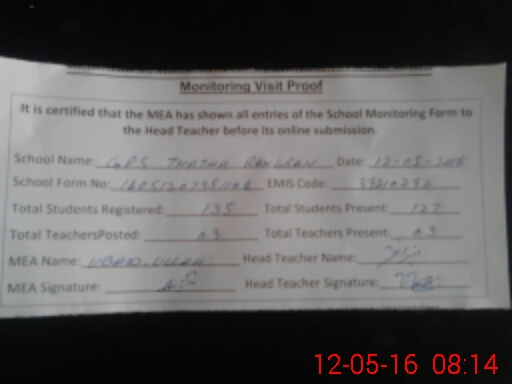 Monitoring Visit Proof
It is certified that the MEA has shown all entries of the School Monitoring Form to
the Head Teacher before its online submission.
School Name: GPS Date: 12-05-2016
School Form No: EMIS Code:
Total Students Registered: 135 Total Students Present: 127
Total TeachersPosted: 03 Total Teachers Present: 03
MEA Name: Head Teacher Name:
MEA Signature: Head Teacher Signature:
12-05-16 08:14